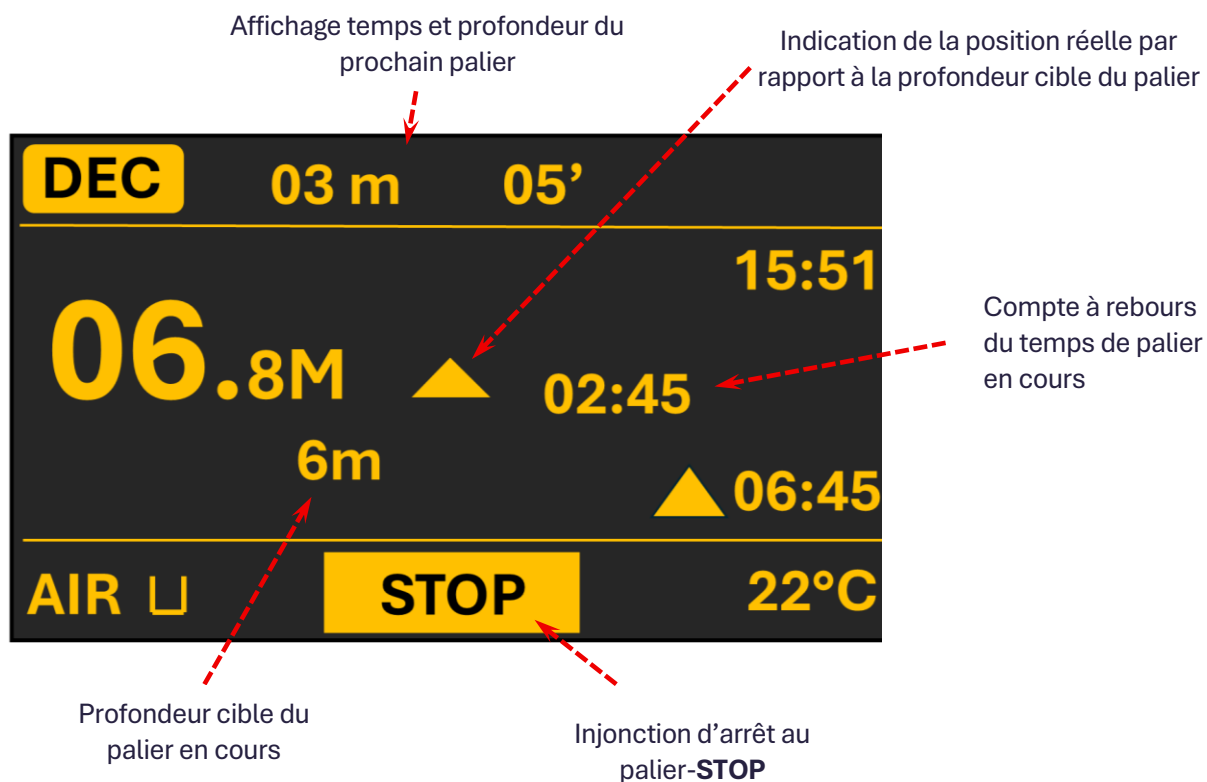 Affichage temps et profondeur du
prochain palier
Indication de la position réelle par
rapport à la profondeur cible du palier
DEC 03 m 05’
15:51
06.8M
02:45
Compte à rebours
du temps de palier
en cours
6m
06:45
AIR STOP 22°C
Profondeur cible du
palier en cours
Injonction d’arrêt au
palier-STOP